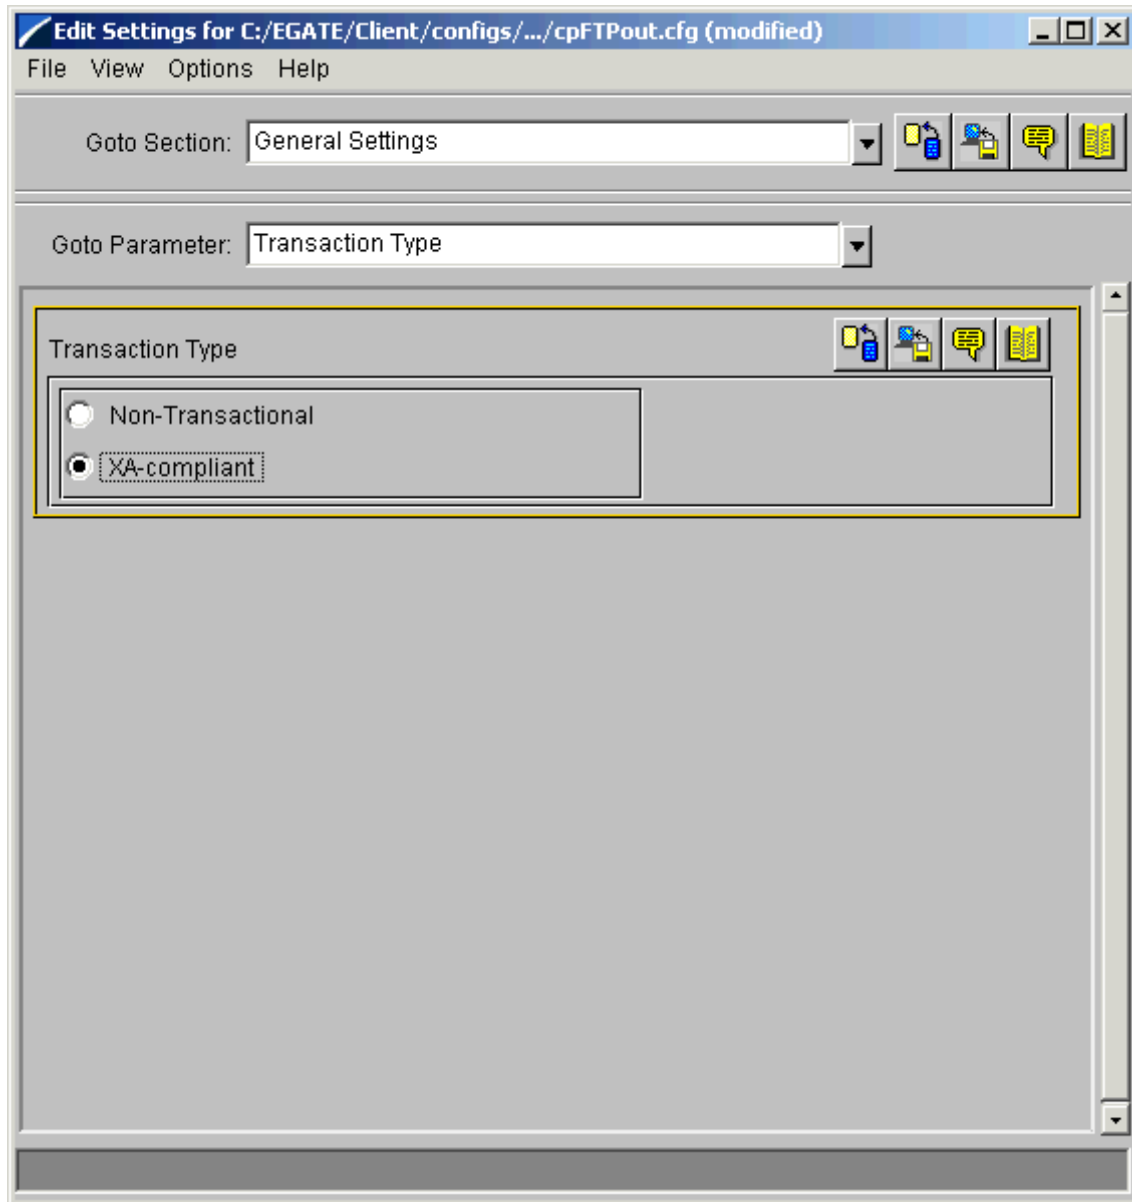 Edit Settings for C:/EGATE/Client/configs/.../cpFTPout.cfg (modified)
File View Options Help
Goto Section: General Settings
Goto Parameter: Transaction Type
Transaction Type
Non-Transactional
XA-compliant